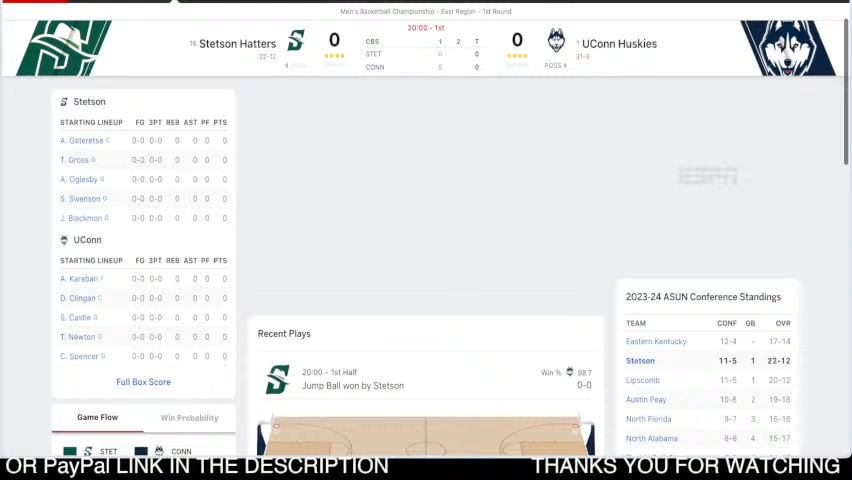 Men's Basketball Championship - East Region - 1st Round
16 Stetson Hatters
22-12
0
20:00 - 1st
CBS 1 2 T
STET 0 0
CONN 0 0
0
POSS
1 UConn Huskies
31-3
Stetson
STARTING LINEUP FG 3PT REB AST PF PTS
A. Gateretse C 0-0 0-0 0 0 0 0
T. Gross G 0-0 0-0 0 0 0 0
A. Oglesby G 0-0 0-0 0 0 0 0
S. Swenson G 0-0 0-0 0 0 0 0
J. Blackmon G 0-0 0-0 0 0 0 0
UConn
STARTING LINEUP FG 3PT REB AST PF PTS
A. Karaban F 0-0 0-0 0 0 0 0
D. Clingan C 0-0 0-0 0 0 0 0
S. Castle G 0-0 0-0 0 0 0 0
T. Newton G 0-0 0-0 0 0 0 0
C. Spencer G 0-0 0-0 0 0 0 0
Full Box Score
Game Flow Win Probability
STET CONN
Recent Plays
20:00 - 1st Half
Jump Ball won by Stetson
Win % 98.7
0-0
ESPN
2023-24 ASUN Conference Standings
TEAM CONF GB OVR
Eastern Kentucky 12-4 - 17-14
Stetson 11-5 1 22-12
Lipscomb 11-5 1 20-12
Austin Peay 10-6 2 19-16
North Florida 9-7 3 16-16
North Alabama 8-8 4 15-17
OR PayPal LINK IN THE DESCRIPTION
THANKS YOU FOR WATCHING